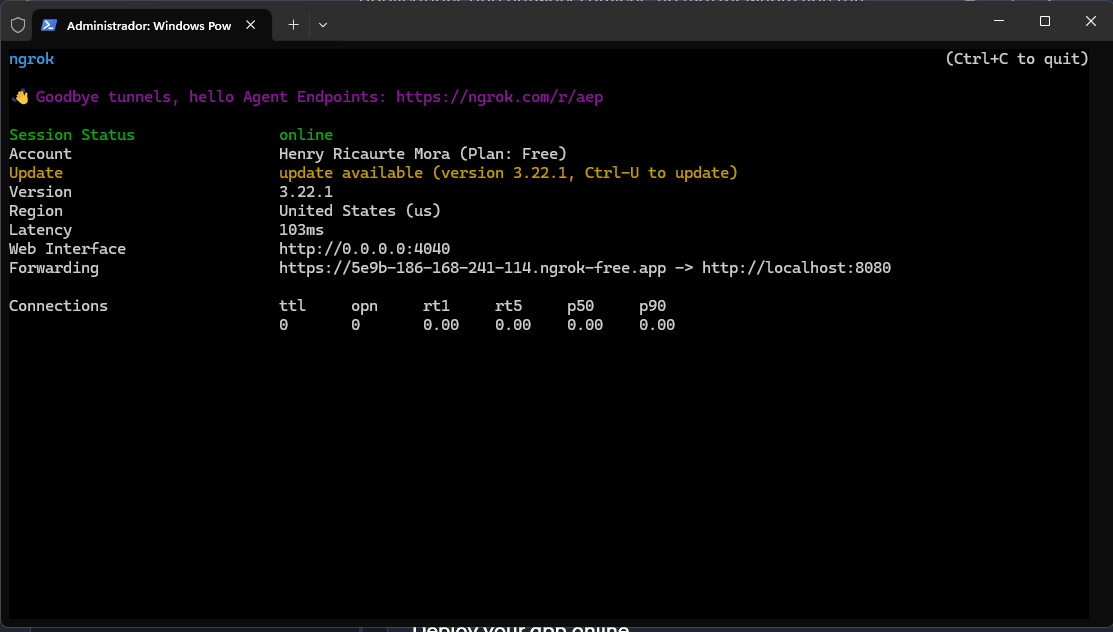 Administrador: Windows Pow
ngrok (Ctrl+C to quit)
👋 Goodbye tunnels, hello Agent Endpoints: https://ngrok.com/r/aep
Session Status online
Account Henry Ricaurte Mora (Plan: Free)
Update update available (version 3.22.1, Ctrl-U to update)
Version 3.22.1
Region United States (us)
Latency 103ms
Web Interface http://0.0.0.0:4040
Forwarding https://5e9b-186-168-241-114.ngrok-free.app -> http://localhost:8080
Connections ttl opn rt1 rt5 p50 p90
0 0 0.00 0.00 0.00 0.00
Deploy your app online